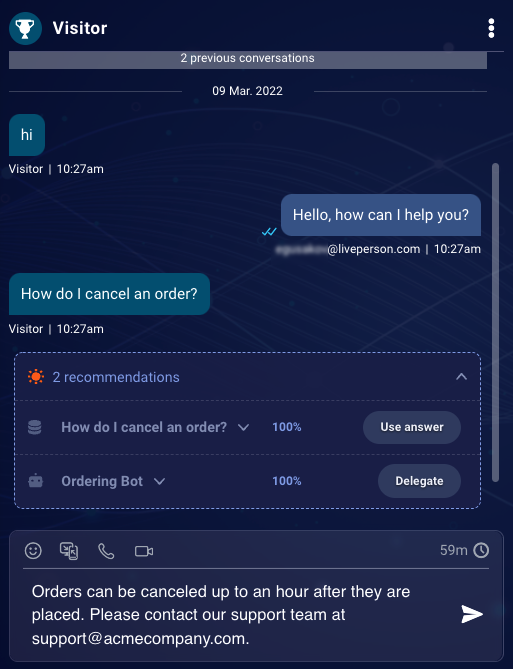 Visitor
2 previous conversations
09 Mar. 2022
hi
Visitor | 10:27am
Hello, how can I help you?
@liveperson.com | 10:27am
How do I cancel an order?
Visitor | 10:27am
2 recommendations
How do I cancel an order? 100% Use answer
Ordering Bot 100% Delegate
59m
Orders can be canceled up to an hour after they are
placed. Please contact our support team at
support@acmecompany.com.